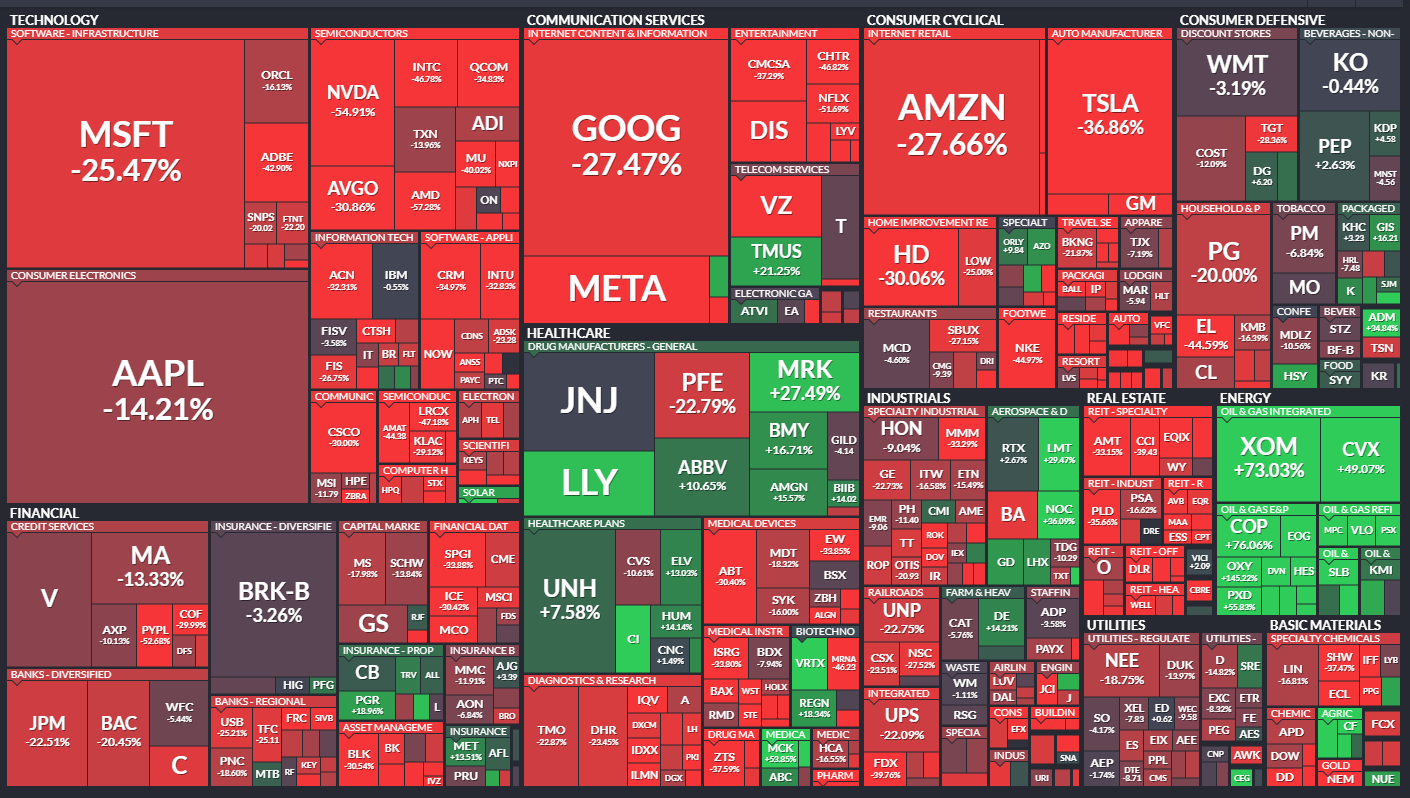 TECHNOLOGY
SOFTWARE - INFRASTRUCTURE
MSFT
-25.47%
ORCL
-16.13%
ADBE
-42.90%
SNPS
-20.02
FTNT
-22.20
SEMICONDUCTORS
NVDA
-54.91%
INTC
-46.78%
QCOM
-34.83%
TXN
-13.96%
ADI
MU
-40.02%
NXPI
AVGO
-30.86%
AMD
-57.28%
ON
CONSUMER ELECTRONICS
AAPL
-14.21%
INFORMATION TECH
ACN
-32.31%
IBM
-0.55%
FISV
-3.58%
CTSH
IT
BR
FLT
FIS
-26.75%
SOFTWARE - APPLI
CRM
-34.97%
INTU
-32.83%
NOW
CDNS
ADSK
-23.28
ANSS
PAYC
PTC
COMMUNIC
CSCO
-30.00%
MSI
-11.79
HPE
ZBRA
SEMICONDUC
AMAT
-44.38
LRCX
-47.18%
KLAC
-29.12%
COMPUTER H
HPQ
STX
ELECTRON
APH
TEL
SCIENTIFI
KEYS
SOLAR
COMMUNICATION SERVICES
INTERNET CONTENT & INFORMATION
GOOG
-27.47%
META
ENTERTAINMENT
CMCSA
-37.29%
CHTR
-46.82%
NFLX
-51.69%
DIS
LYV
TELECOM SERVICES
VZ
T
TMUS
+21.25%
ELECTRONIC GA
ATVI
EA
CONSUMER CYCLICAL
INTERNET RETAIL
AMZN
-27.66%
AUTO MANUFACTURER
TSLA
-36.86%
GM
HOME IMPROVEMENT RE
HD
-30.06%
LOW
-25.00%
SPECIALT
ORLY
+9.84
AZO
TRAVEL SE
BKNG
-21.87%
APPARE
TJX
-7.19%
PACKAGI
BALL
IP
LODGIN
MAR
-5.94
HLT
RESTAURANTS
MCD
-4.60%
SBUX
-27.15%
CMG
-9.39
DRI
FOOTWE
NKE
-44.97%
RESIDE
AUTO
VFC
RESORT
LVS
CONSUMER DEFENSIVE
DISCOUNT STORES
WMT
-3.19%
COST
-12.09%
TGT
-28.36%
DG
+6.20
BEVERAGES - NON-
KO
-0.44%
PEP
+2.63%
KDP
+4.58
MNST
-4.56
HOUSEHOLD & P
PG
-20.00%
EL
-44.59%
KMB
-16.39%
CL
TOBACCO
PM
-6.84%
MO
PACKAGED
KHC
+3.23
GIS
+16.21
HRL
-7.48
K
SJM
CONFE
MDLZ
-10.56%
HSY
BEVER
STZ
BF-B
FOOD
SYY
ADM
+34.84%
TSN
KR
HEALTHCARE
DRUG MANUFACTURERS - GENERAL
JNJ
PFE
-22.79%
MRK
+27.49%
LLY
ABBV
+10.65%
BMY
+16.71%
GILD
-4.14
AMGN
+15.57%
BIIB
+14.02
HEALTHCARE PLANS
UNH
+7.58%
CVS
-10.61%
ELV
+13.03%
CI
HUM
+14.14%
CNC
+1.49%
MEDICAL DEVICES
ABT
-30.40%
MDT
-18.32%
EW
-33.85%
BSX
SYK
-16.00%
ZBH
ALGN
MEDICAL INSTR
ISRG
-33.80%
BDX
-7.94%
BAX
WST
HOLX
RMD
STE
BIOTECHNO
VRTX
MRNA
-46.23
REGN
+18.34%
DIAGNOSTICS & RESEARCH
TMO
-22.87%
DHR
-23.45%
IQV
A
DXCM
LH
IDXX
PKI
ILMN
DGX
DRUG MA
ZTS
-37.59%
MEDICA
MCK
+53.85%
ABC
MEDIC
HCA
-16.55%
PHARM
FINANCIAL
CREDIT SERVICES
V
MA
-13.33%
AXP
-10.13%
PYPL
-52.68%
COF
-29.99%
DFS
INSURANCE - DIVERSIFIE
BRK-B
-3.26%
HIG
PFG
CAPITAL MARKE
MS
-17.98%
SCHW
-13.84%
GS
RJF
FINANCIAL DAT
SPGI
-33.88%
CME
ICE
-30.42%
MSCI
MCO
FDS
BANKS - DIVERSIFIED
JPM
-22.51%
BAC
-20.45%
WFC
-5.44%
C
BANKS - REGIONAL
USB
-25.21%
TFC
-25.11
FRC
SIVB
PNC
-18.60%
MTB
RF
KEY
INSURANCE - PROP
CB
TRV
ALL
PGR
+18.96%
L
INSURANCE B
MMC
-11.91%
AJG
+3.39
AON
-6.84%
BRO
ASSET MANAGEME
BLK
-30.54%
BK
IVZ
INSURANCE
MET
+13.51%
AFL
PRU
INDUSTRIALS
SPECIALTY INDUSTRIAL
HON
-9.04%
MMM
-33.29%
GE
-22.73%
ITW
-16.58%
ETN
-15.49%
EMR
-9.06
PH
-11.40
CMI
AME
TT
ROK
DOV
IEX
ROP
OTIS
-20.93
IR
AEROSPACE & D
RTX
+2.67%
LMT
+29.47%
BA
NOC
+36.09%
GD
LHX
TDG
-10.29
TXT
RAILROADS
UNP
-22.75%
CSX
-23.51%
NSC
-27.52%
FARM & HEAV
CAT
-5.76%
DE
+14.21%
STAFFIN
ADP
-3.58%
PAYX
INTEGRATED
UPS
-22.09%
FDX
-39.76%
WASTE
WM
-1.11%
RSG
AIRLIN
LUV
DAL
ENGIN
JCI
J
SPECIA
CONS
EFX
BUILDIN
INDUS
SNA
URI
REAL ESTATE
REIT - SPECIALTY
AMT
-33.15%
CCI
-39.43
EQIX
WY
REIT - INDUST
PLD
-35.66%
PSA
-16.62%
DRE
REIT - R
AVB
EQR
MAA
ESS
CPT
REIT -
O
REIT - OFF
DLR
VICI
+2.09
REIT - HEA
WELL
CBRE
ENERGY
OIL & GAS INTEGRATED
XOM
+73.03%
CVX
+49.07%
OIL & GAS E&P
COP
+76.06%
EOG
OXY
+145.22%
DVN
HES
PXD
+55.83%
OIL & GAS REFI
MPC
VLO
PSX
OIL &
SLB
OIL &
KMI
UTILITIES
UTILITIES - REGULATE
NEE
-18.75%
DUK
-13.97%
SO
-4.17%
XEL
-7.83
ED
+0.62
WEC
-9.58
ES
EIX
AEE
AEP
-1.74%
DTE
-8.71
PPL
CMS
UTILITIES -
D
-14.82%
SRE
EXC
-8.32%
ETR
FE
PEG
AES
CNP
AWK
CEG
BASIC MATERIALS
SPECIALTY CHEMICALS
LIN
-16.81%
SHW
-37.47%
IFF
LYB
ECL
PPG
CHEMIC
APD
DOW
DD
AGRIC
CF
FCX
GOLD
NEM
NUE